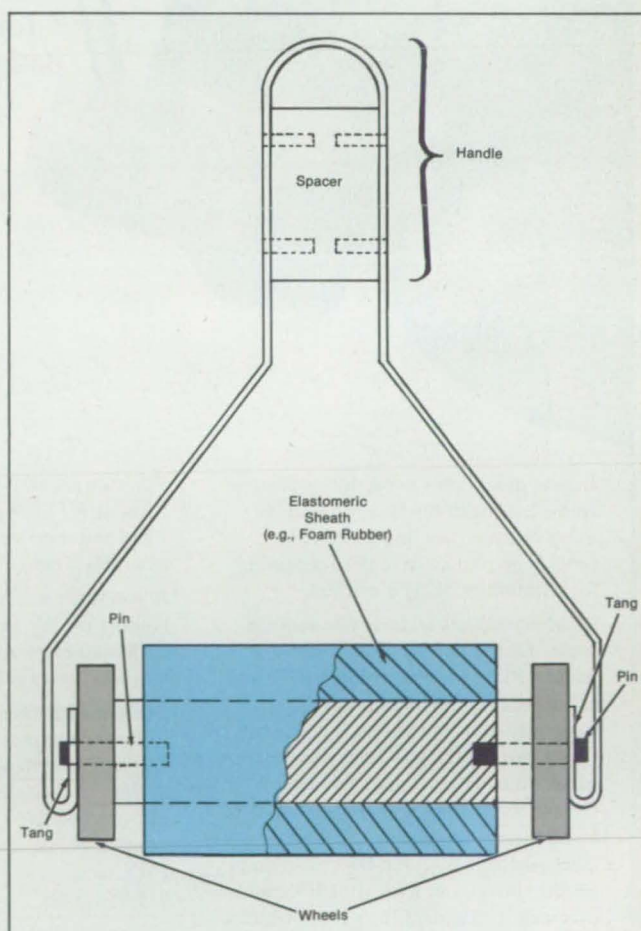 Handle
Spacer
Elastomeric
Sheath
(e.g., Foam Rubber)
Tang
Pin
Pin
Tang
Wheels